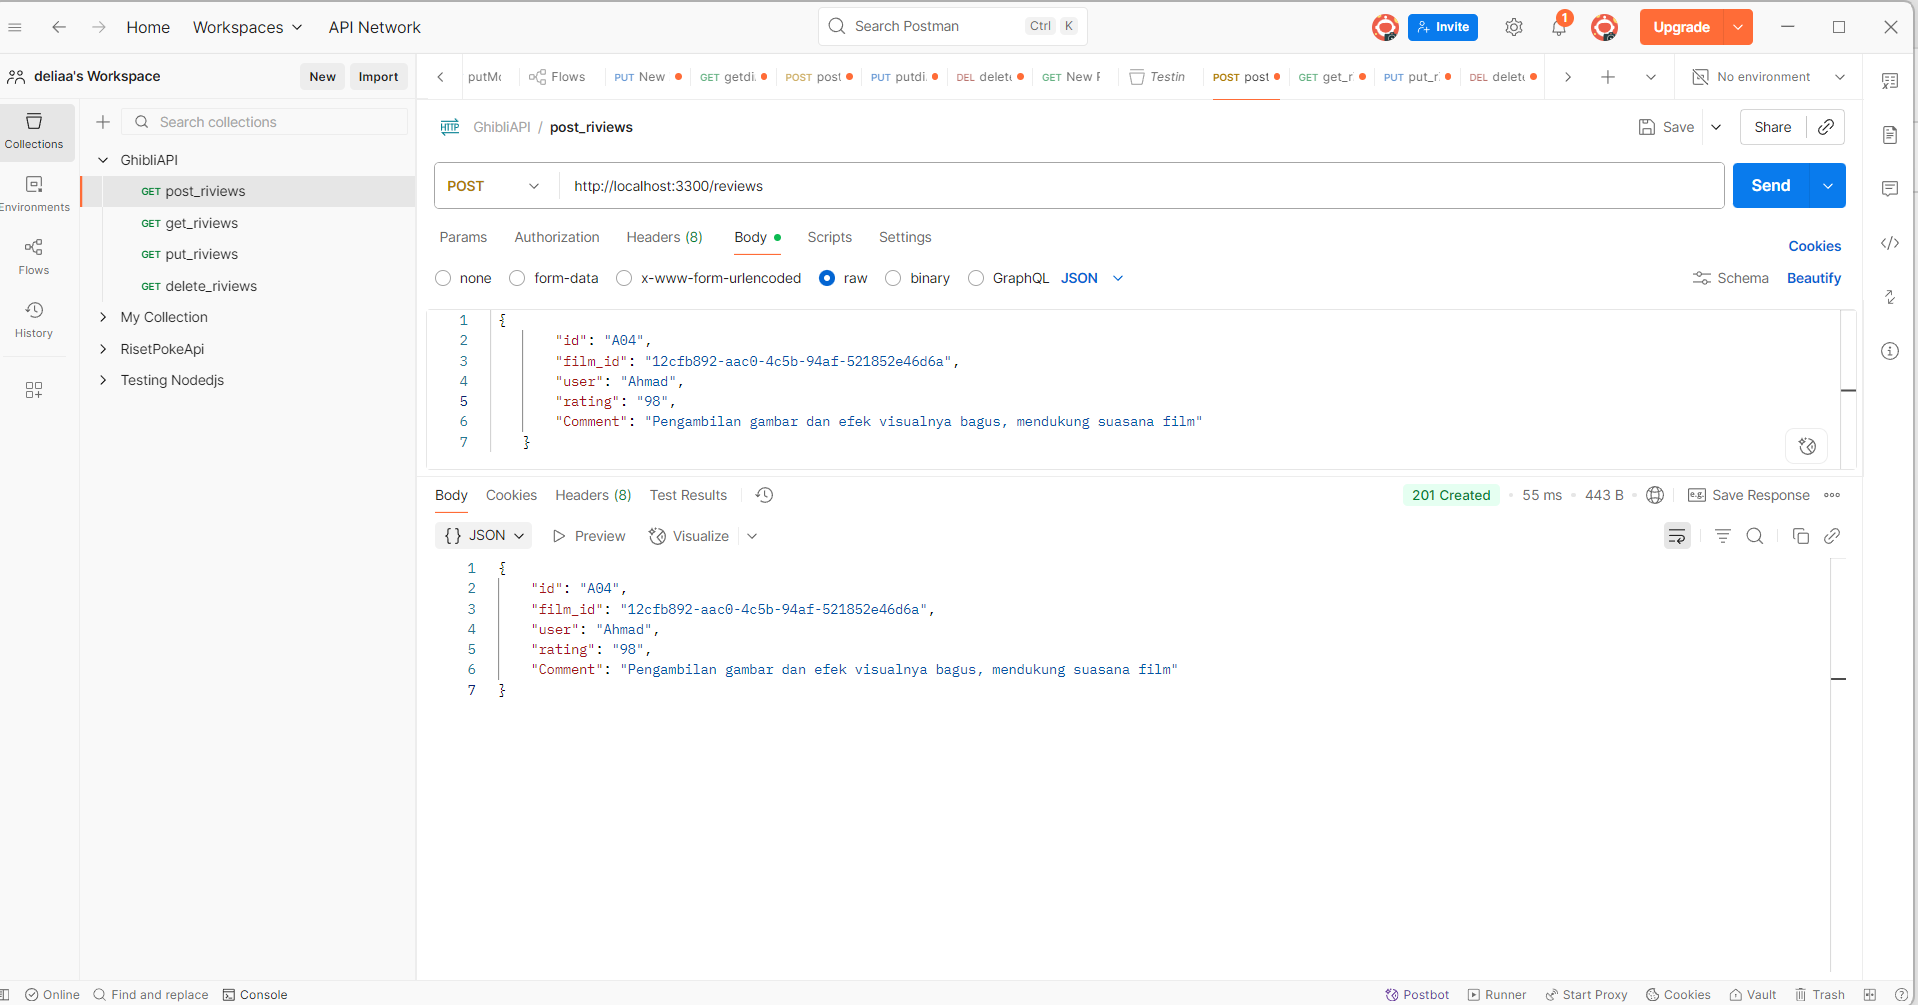 Home Workspaces API Network Search Postman Ctrl K Invite 1 Upgrade
deliaa's Workspace New Import putMo Flows PUT New GET getdi. POST post PUT putdi. DEL delete GET New F Testin POST post GET get_r PUT put_r DEL delete No environment
Collections
Environments
Flows
History
Search collections
GhibliAPI
GET post_riviews
GET get_riviews
GET put_riviews
GET delete_riviews
My Collection
RisetPokeApi
Testing Nodedjs
HTTP GhibliAPI / post_riviews Save Share
POST http://localhost:3300/reviews Send
Params Authorization Headers (8) Body Scripts Settings Cookies
none form-data x-www-form-urlencoded raw binary GraphQL JSON Schema Beautify
1 {
2 "id": "A04",
3 "film_id": "12cfb892-aac0-4c5b-94af-521852e46d6a",
4 "user": "Ahmad",
5 "rating": "98",
6 "Comment": "Pengambilan gambar dan efek visualnya bagus, mendukung suasana film"
7 }
Body Cookies Headers (8) Test Results 201 Created 55 ms 443 B e.g. Save Response
{} JSON Preview Visualize
1 {
2 "id": "A04",
3 "film_id": "12cfb892-aac0-4c5b-94af-521852e46d6a",
4 "user": "Ahmad",
5 "rating": "98",
6 "Comment": "Pengambilan gambar dan efek visualnya bagus, mendukung suasana film"
7 }
Online Find and replace Console Postbot Runner Start Proxy Cookies Vault Trash